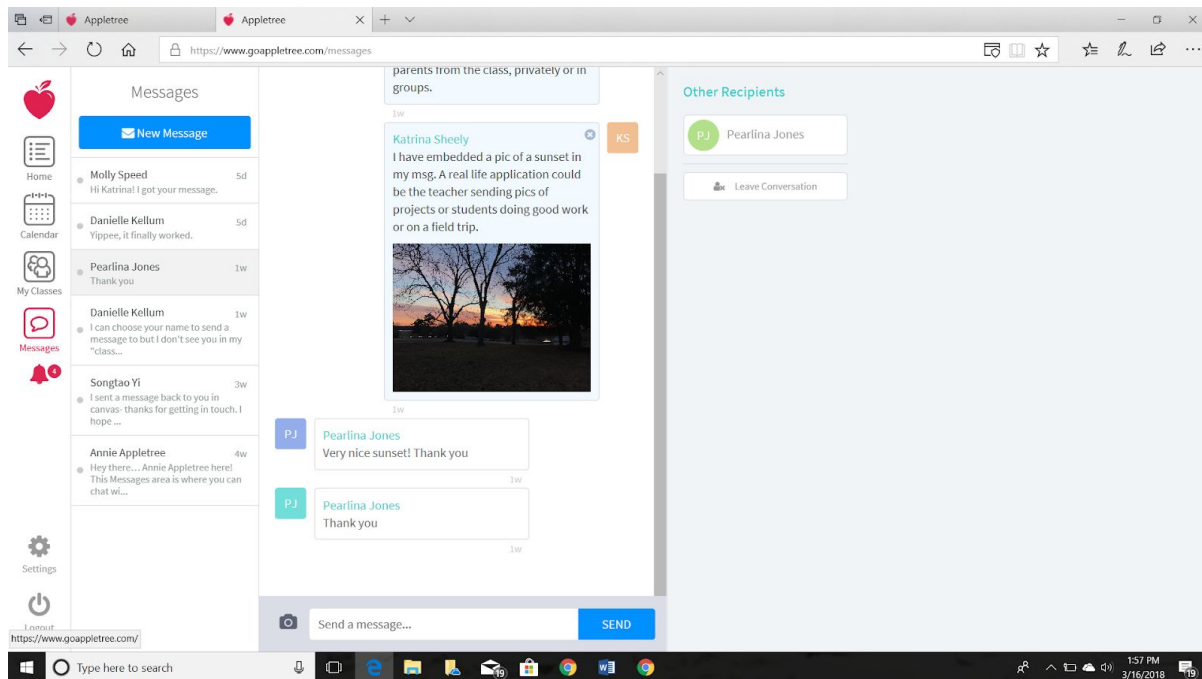 Appletree
Appletree
https://www.goappletree.com/messages
Home
Calendar
My Classes
Messages
4
Settings
Logout
https://www.goappletree.com/
Messages
New Message
Molly Speed 5d
Hi Katrina! I got your message.
Danielle Kellum 5d
Yippee, it finally worked.
Pearlina Jones 1w
Thank you
Danielle Kellum 1w
I can choose your name to send a
message to but I don't see you in my
"class...
Songtao Yi 3w
I sent a message back to you in
canvas- thanks for getting in touch. I
hope ...
Annie Appletree 4w
Hey there... Annie Appletree here!
This Messages area is where you can
chat wi...
parents from the class, privately or in
groups.
1w
KS
Katrina Sheely
I have embedded a pic of a sunset in
my msg. A real life application could
be the teacher sending pics of
projects or students doing good work
or on a field trip.
1w
PJ
Pearlina Jones
Very nice sunset! Thank you
1w
PJ
Pearlina Jones
Thank you
1w
Send a message...
SEND
Other Recipients
PJ Pearlina Jones
Leave Conversation
Type here to search
19
1:57 PM
3/16/2018
19